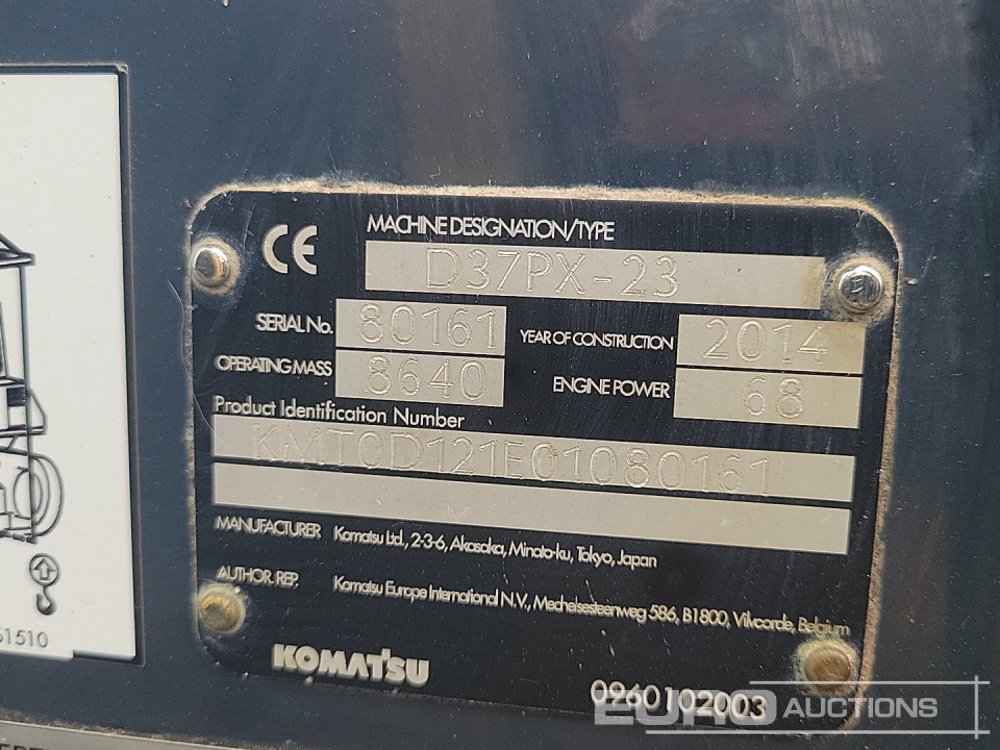 CE
MACHINE DESIGNATION/TYPE
D37PX-23
SERIAL No. 80161 YEAR OF CONSTRUCTION 2014
OPERATING MASS 8640 ENGINE POWER 68
Product Identification Number
KMT0D121E01080161
MANUFACTURER Komatsu Ltd., 2-3-6, Akasaka, Minato-ku, Tokyo, Japan
AUTHOR. REP. Komatsu Europe International N.V., Mechelsesteenweg 586, B1800, Vilvoorde, Belgium
KOMATSU
0960102003
51510
EURO AUCTIONS